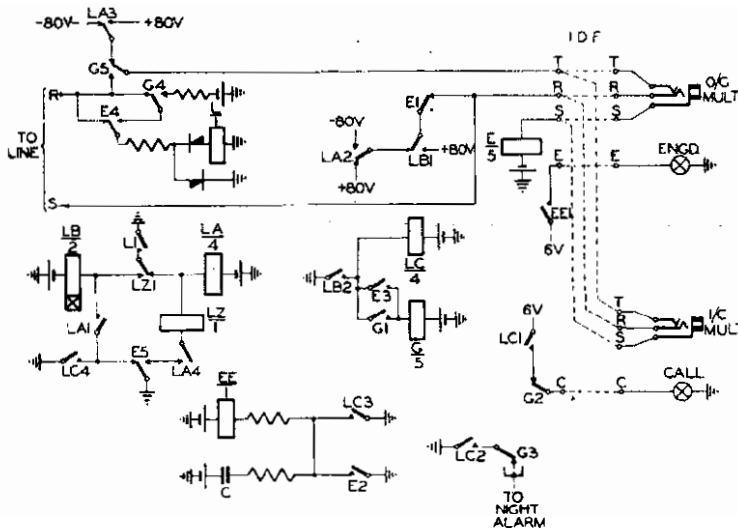 LA3
-80V +80V
IDF
G5
T T
R G4
R R
O/G
MULT
E4
E1
S S
L
TO
LINE
-80V
LA2
LB1
+80V
+80V
E
5
E E
ENGD.
EE1
6V
S
LB
2
L1
LA
4
LZ1
LC
4
LB2
E3
G1
G
5
LZ
1
LA1
LC4
E5
LA4
T
R
S
I/C
MULT
6V
LC1
G2
C C
CALL
EE
LC3
C
E2
LC2
G3
TO
NIGHT
ALARM